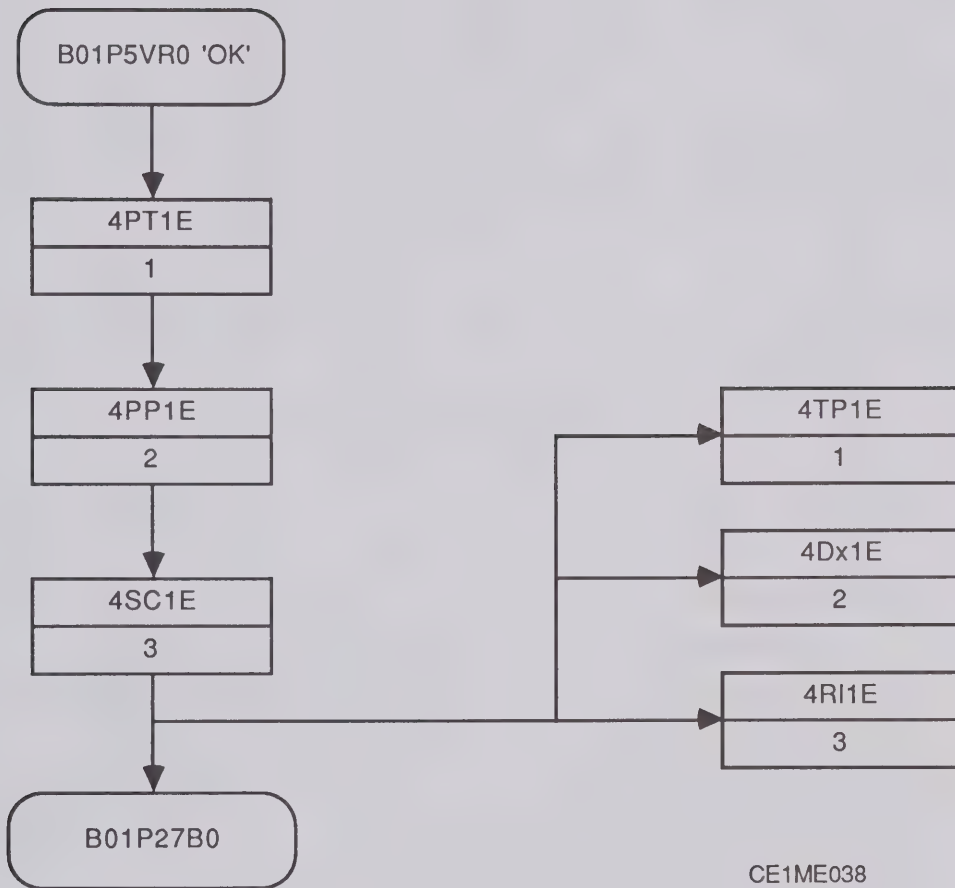 B01P5VR0 'OK'
4PT1E
1
4PP1E
2
4SC1E
3
B01P27B0
4TP1E
1
4Dx1E
2
4RI1E
3
CE1ME038